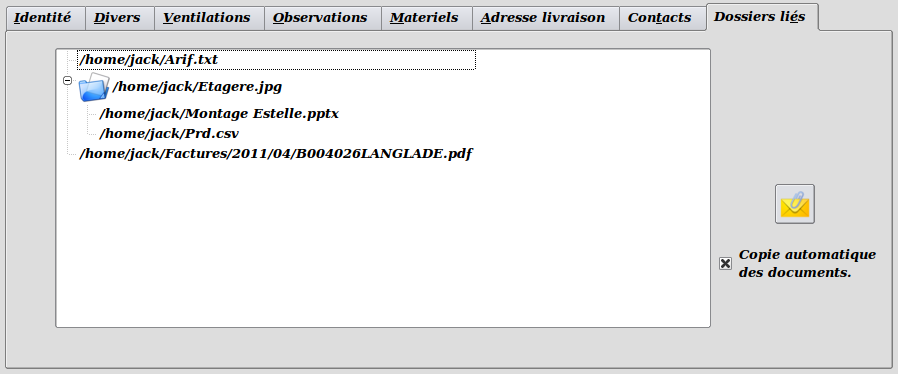 Identité Divers Ventilations Observations Materiels Adresse livraison Contacts Dossiers liés
/home/jack/Arif.txt
/home/jack/Etagere.jpg
/home/jack/Montage Estelle.pptx
/home/jack/Prd.csv
/home/jack/Factures/2011/04/B004026LANGLADE.pdf
Copie automatique
des documents.